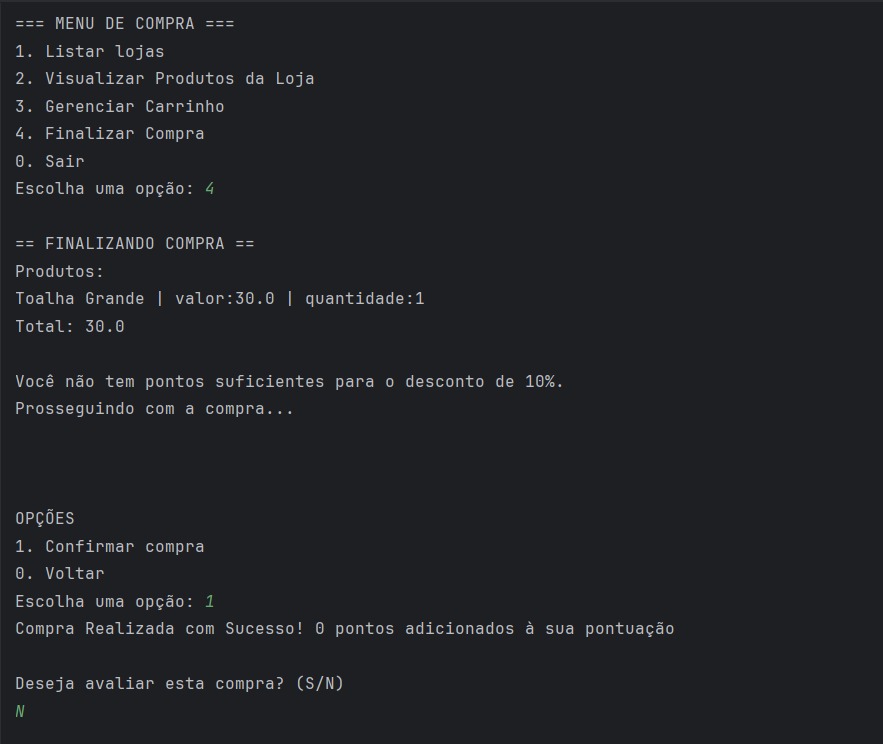 === MENU DE COMPRA ===
1. Listar lojas
2. Visualizar Produtos da Loja
3. Gerenciar Carrinho
4. Finalizar Compra
0. Sair
Escolha uma opção: 4
== FINALIZANDO COMPRA ==
Produtos:
Toalha Grande | valor:30.0 | quantidade:1
Total: 30.0
Você não tem pontos suficientes para o desconto de 10%.
Prosseguindo com a compra...
OPÇÕES
1. Confirmar compra
0. Voltar
Escolha uma opção: 1
Compra Realizada com Sucesso! 0 pontos adicionados à sua pontuação
Deseja avaliar esta compra? (S/N)
N